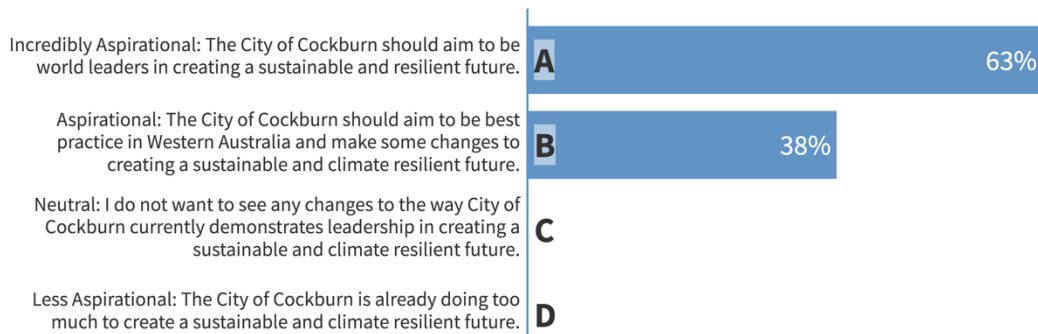 Incredibly Aspirational: The City of Cockburn should aim to be
world leaders in creating a sustainable and resilient future.
A
63%
Aspirational: The City of Cockburn should aim to be best
practice in Western Australia and make some changes to
creating a sustainable and climate resilient future.
B
38%
Neutral: I do not want to see any changes to the way City of
Cockburn currently demonstrates leadership in creating a
sustainable and climate resilient future.
C
Less Aspirational: The City of Cockburn is already doing too
much to create a sustainable and climate resilient future.
D